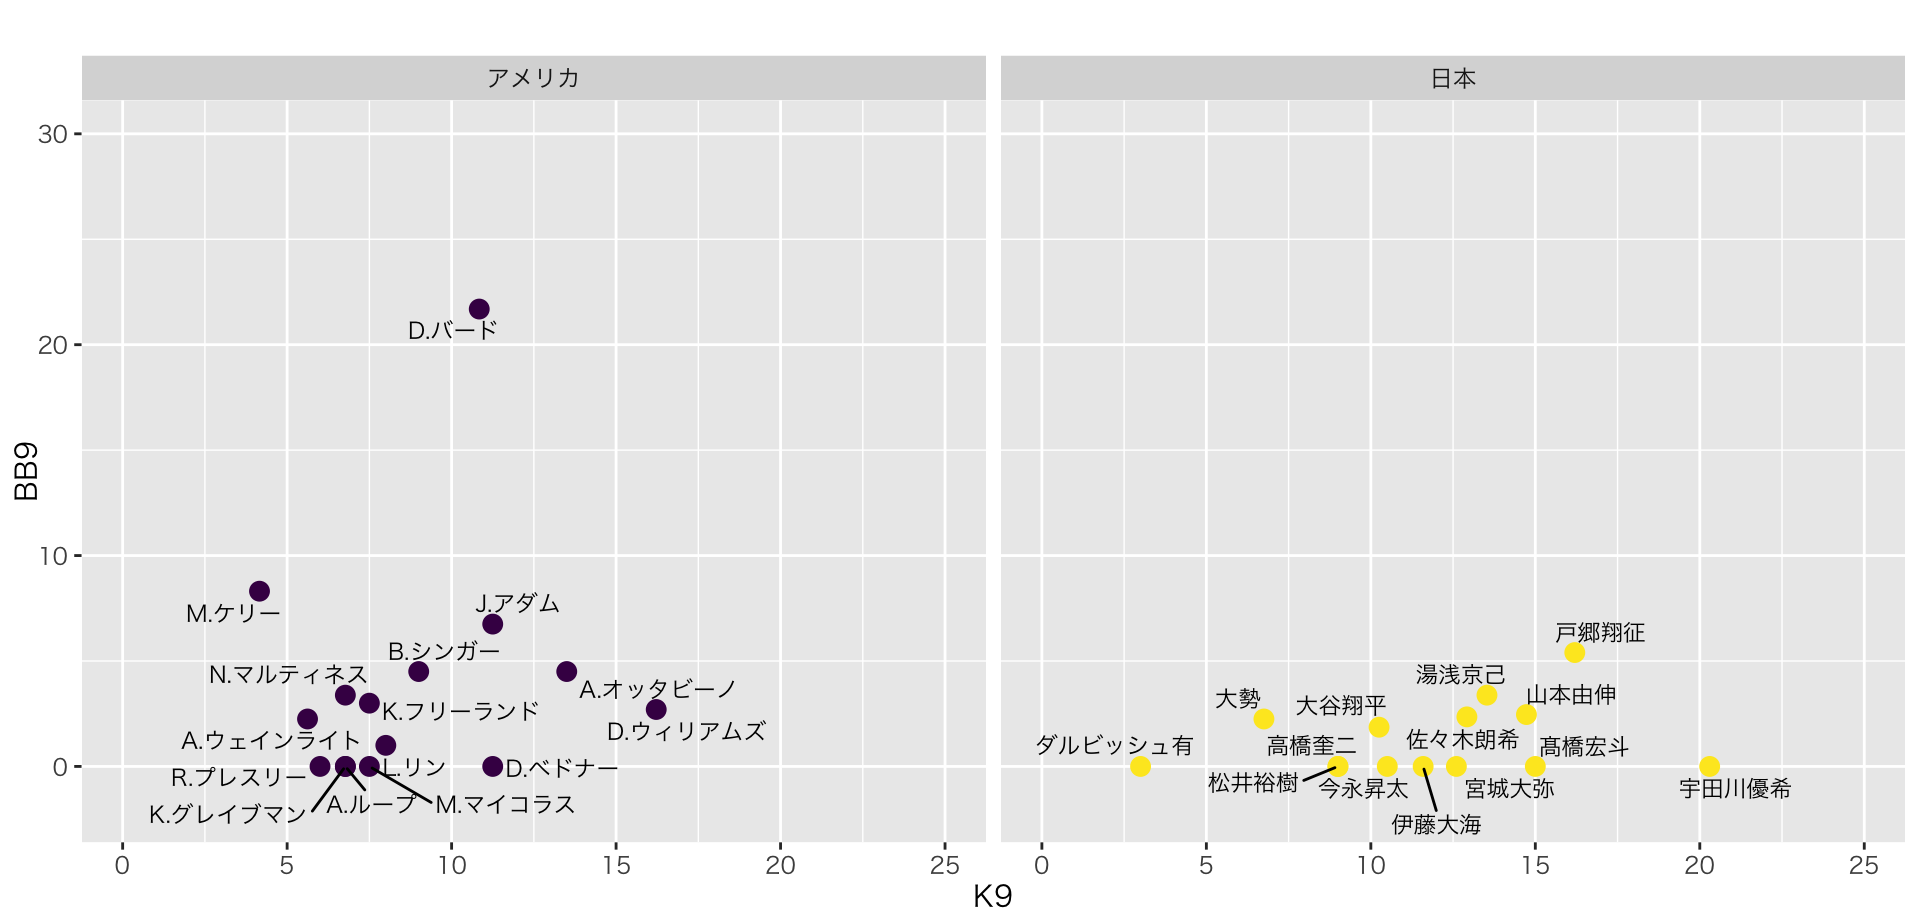 アメリカ
日本
30
20
10
0
BB9
D.バード
M.ケリー
J.アダム
B.シンガー
N.マルティネス
A.オッタビーノ
K.フリーランド
D.ウィリアムズ
A.ウェインライト
R.プレスリー
L.リン
D.ベドナー
K.グレイブマン
A.ループ
M.マイコラス
戸郷翔征
湯浅京己
山本由伸
大勢
大谷翔平
佐々木朗希
ダルビッシュ有
高橋奎二
髙橋宏斗
松井裕樹
今永昇太
宮城大弥
宇田川優希
伊藤大海
0 5 10 15 20 25
0 5 10 15 20 25
K9